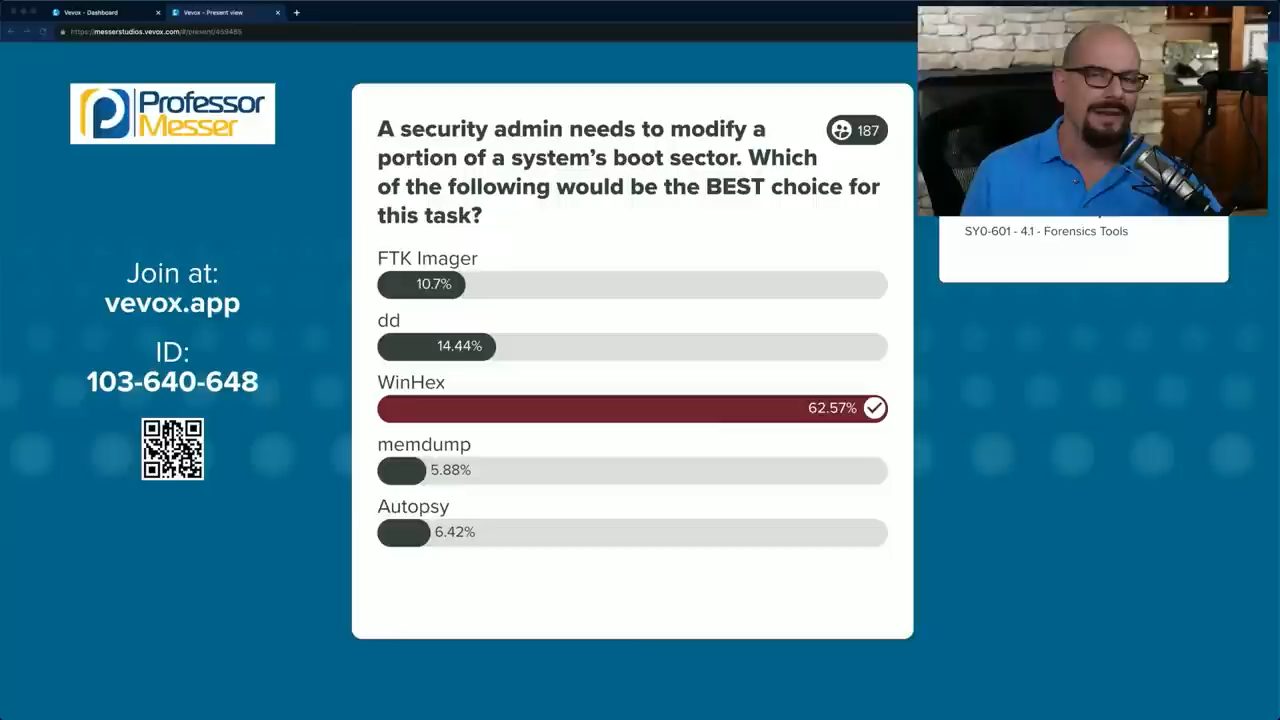 Vevox - Dashboard
Vevox - Present view
https://messerstudios.vevox.com/#/present/459485
Professor
Messer
Join at:
vevox.app
ID:
103-640-648
A security admin needs to modify a
portion of a system's boot sector. Which
of the following would be the BEST choice for
this task?
187
FTK Imager
10.7%
dd
14.44%
WinHex
62.57%
memdump
5.88%
Autopsy
6.42%
SY0-601 - 4.1 - Forensics Tools